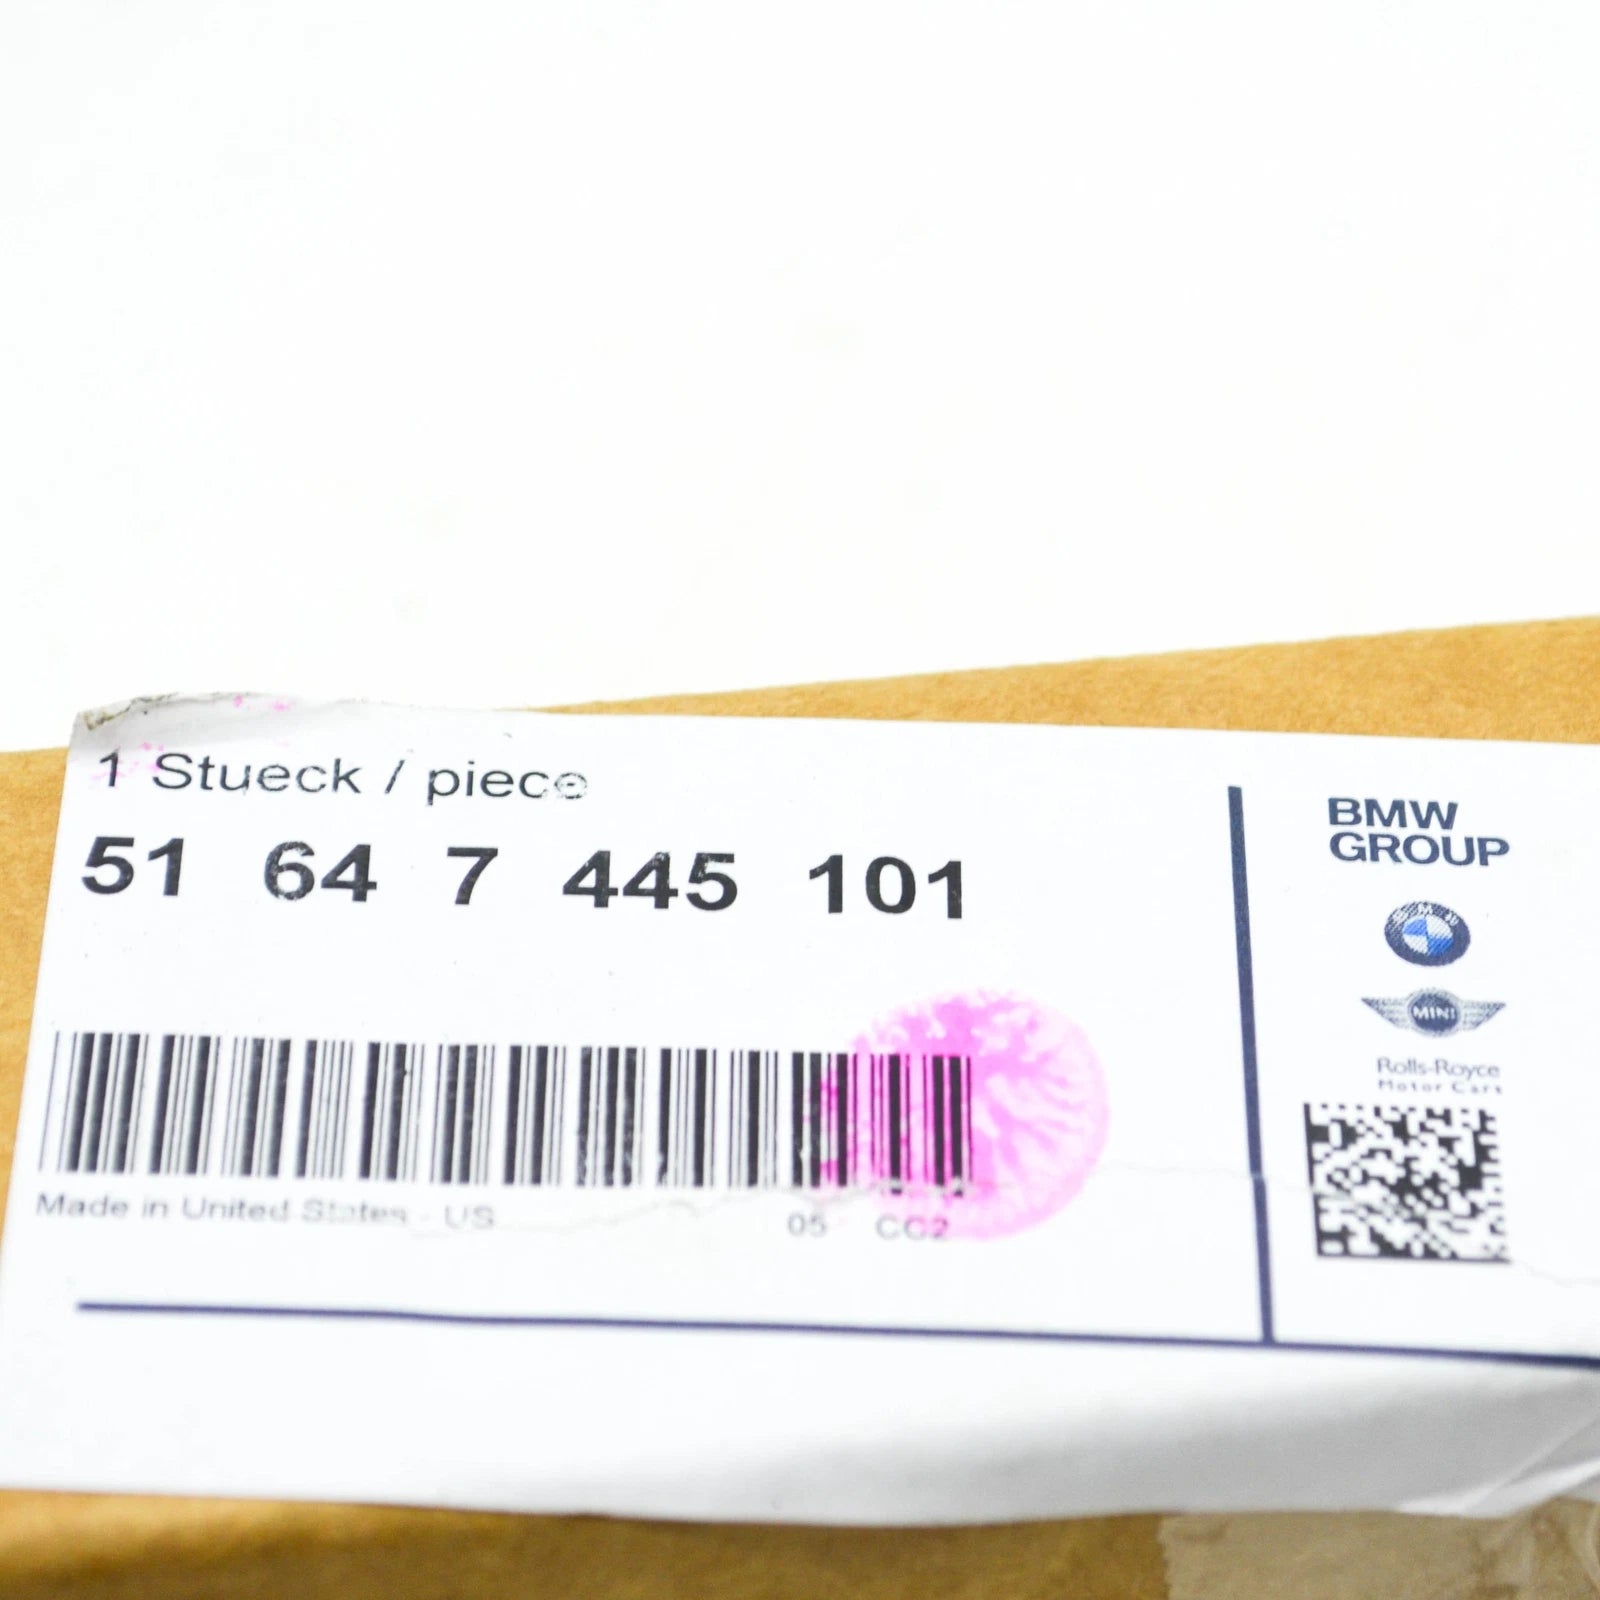 1 Stueck / piece
51 64 7 445 101
Made in United States - US
05 CC2
BMW
GROUP
BMW
MINI
Rolls-Royce
Motor Cars